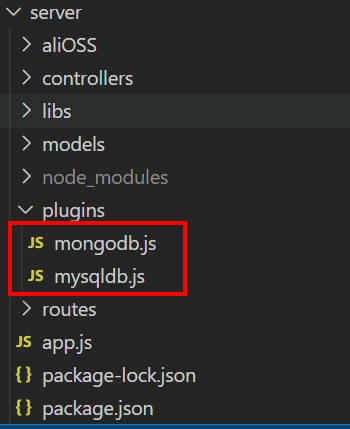 server
aliOSS
controllers
libs
models
node_modules
plugins
JS mongodb.js
JS mysqldb.js
routes
JS app.js
{} package-lock.json
{} package.json